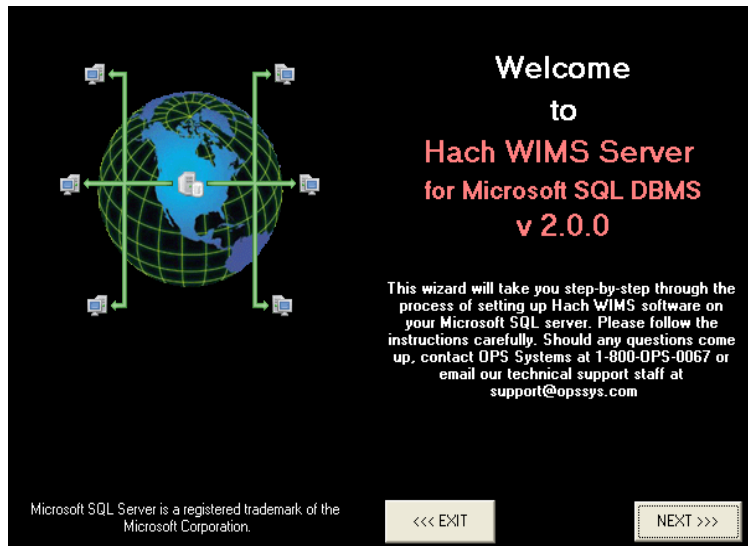 Welcome
to
Hach WIMS Server
for Microsoft SQL DBMS
v 2.0.0
This wizard will take you step-by-step through the
process of setting up Hach WIMS software on
your Microsoft SQL server. Please follow the
instructions carefully. Should any questions come
up, contact OPS Systems at 1-800-OPS-0067 or
email our technical support staff at
support@opssys.com
Microsoft SQL Server is a registered trademark of the
Microsoft Corporation.
<<< EXIT
NEXT >>>